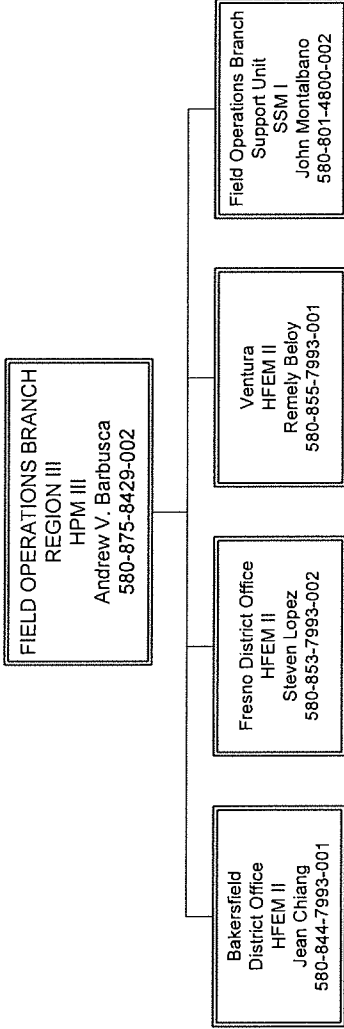 FIELD OPERATIONS BRANCH
REGION III
HPM III
Andrew V. Barbusca
580-875-8429-002
Bakersfield
District Office
HFEM II
Jean Chiang
580-844-7993-001
Fresno District Office
HFEM II
Steven Lopez
580-853-7993-002
Ventura
HFEM II
Remely Beloy
580-855-7993-001
Field Operations Branch
Support Unit
SSM I
John Montalbano
580-801-4800-002